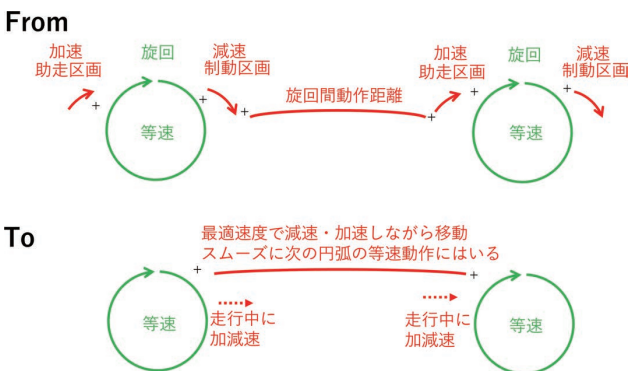 From
加速
助走区画
旋回
減速
制動区画
旋回間動作距離
加速
助走区画
旋回
減速
制動区画
等速
等速
To
最適速度で減速・加速しながら移動
スムーズに次の円弧の等速動作にはいる
等速
走行中に
加減速
走行中に
加減速
等速